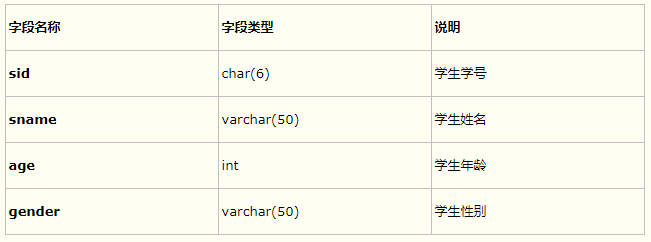 字段名称 字段类型 说明
sid char(6) 学生学号
sname varchar(50) 学生姓名
age int 学生年龄
gender varchar(50) 学生性别